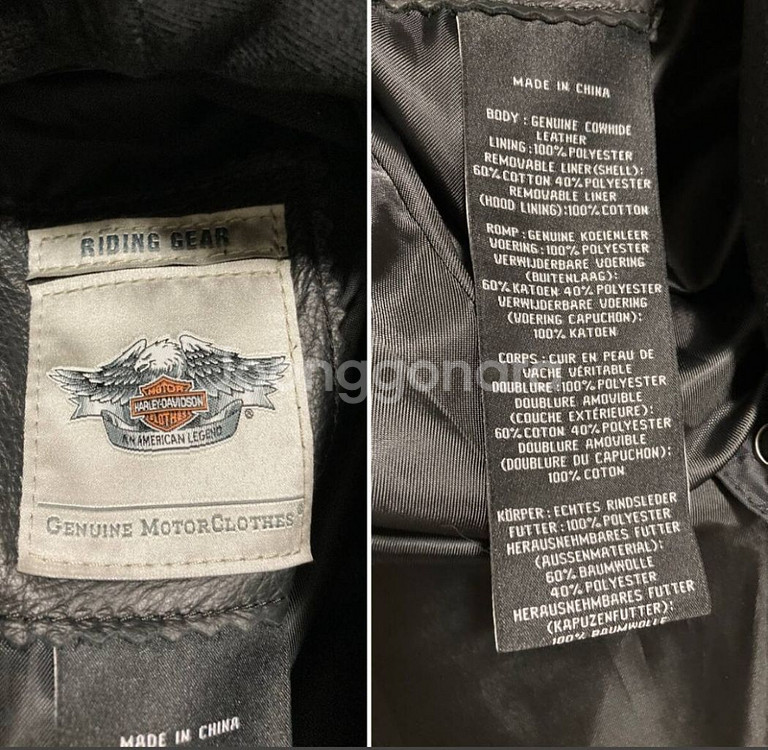 RIDING GEAR
MOTOR
HARLEY-DAVIDSON
CLOTHES
®
AN AMERICAN LEGEND
GENUINE MOTORCLOTHES®
MADE IN CHINA
MADE IN CHINA
BODY : GENUINE COWHIDE
LEATHER
LINING : 100% POLYESTER
REMOVABLE LINER(SHELL):
60% COTTON 40% POLYESTER
REMOVABLE LINER
(HOOD LINING):100% COTTON
ROMP : GENUINE KOEIENLEER
VOERING : 100% POLYESTER
VERWIJDERBARE VOERING
(BUITENLAAG):
60% KATOEN 40% POLYESTER
VERWIJDERBARE VOERING
(VOERING CAPUCHON):
100% KATOEN
CORPS : CUIR EN PEAU DE
VACHE VÉRITABLE
DOUBLURE :100% POLYESTER
DOUBLURE AMOVIBLE
(COUCHE EXTÉRIEURE):
60% COTON 40% POLYESTER
DOUBLURE AMOVIBLE
(DOUBLURE DU CAPUCHON):
100% COTON
KÖRPER : ECHTES RINDSLEDER
FUTTER : 100% POLYESTER
HERAUSNEHMBARES FUTTER
(AUSSENMATERIAL):
60% BAUMWOLLE
40% POLYESTER
HERAUSNEHMBARES FUTTER
(KAPUZENFUTTER):
100% BAUMWOLLE